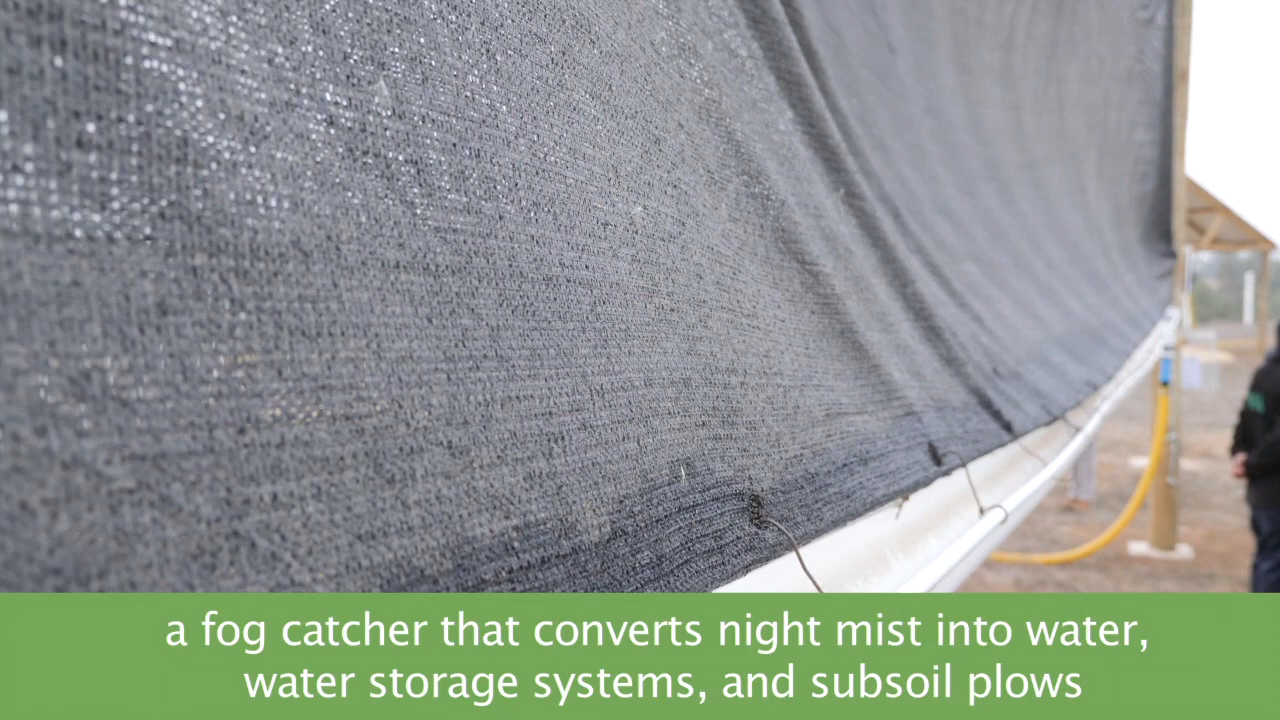 a fog catcher that converts night mist into water,
water storage systems, and subsoil plows